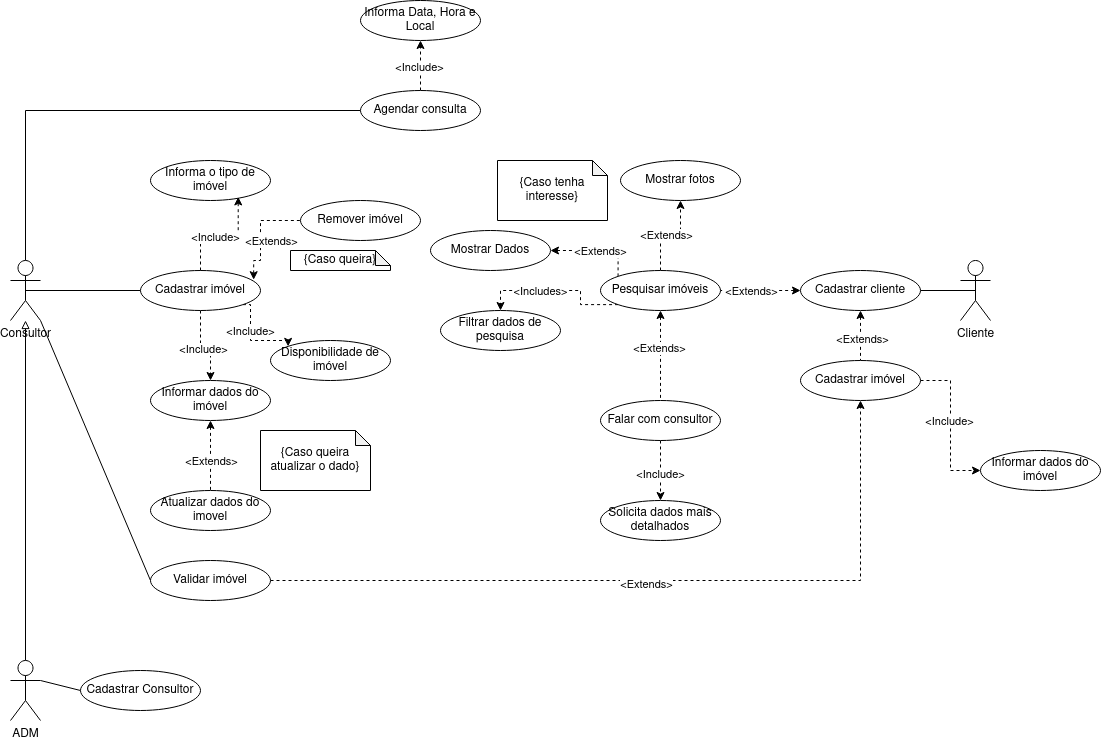 Informa Data, Hora e
Local
<Include>
Agendar consulta
Informa o tipo de
imóvel
{Caso tenha
interesse}
Mostrar fotos
Remover imóvel
<Include>
<Extends>
<Extends>
{Caso queira}
Mostrar Dados
<Extends>
Cadastrar imóvel
Pesquisar imóveis
<Extends>
Cadastrar cliente
<Includes>
Consultor
Cliente
<Include>
Filtrar dados de
pesquisa
<Include>
<Extends>
<Extends>
Disponibilidade de
imóvel
Cadastrar imóvel
Informar dados do
imóvel
Falar com consultor
<Include>
{Caso queira
atualizar o dado}
<Extends>
<Include>
Informar dados do
imóvel
Atualizar dados do
imovel
Solicita dados mais
detalhados
Validar imóvel
<Extends>
Cadastrar Consultor
ADM